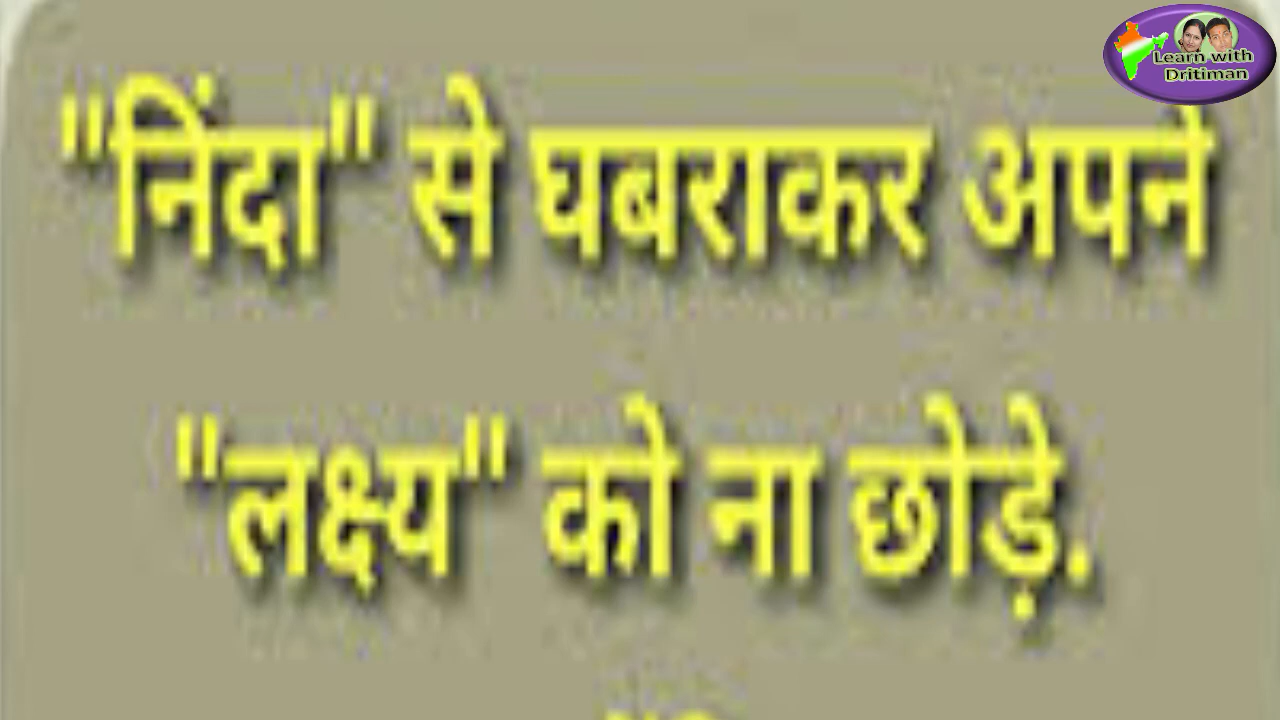 Learn with
Dritiman
"निंदा" से घबराकर अपने
"लक्ष्य" को ना छोड़े.